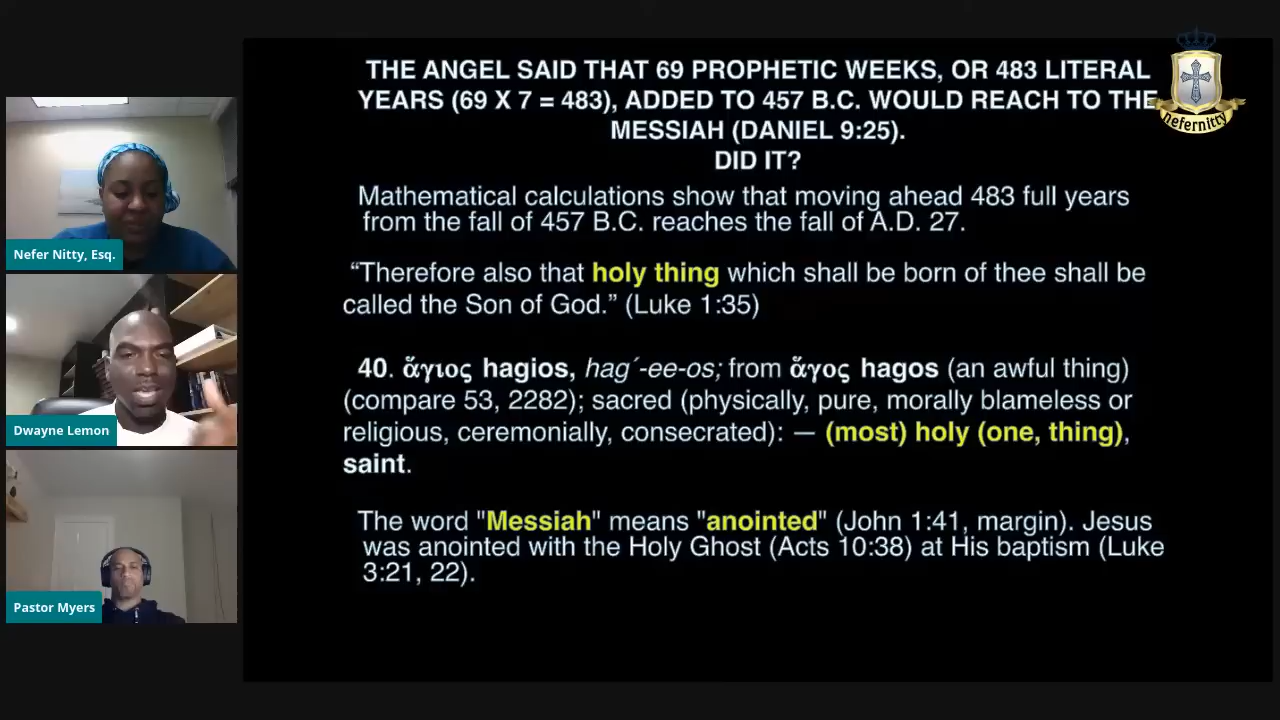 THE ANGEL SAID THAT 69 PROPHETIC WEEKS, OR 483 LITERAL
YEARS (69 X 7 = 483), ADDED TO 457 B.C. WOULD REACH TO THE
MESSIAH (DANIEL 9:25).
DID IT?
Mathematical calculations show that moving ahead 483 full years
from the fall of 457 B.C. reaches the fall of A.D. 27.
“Therefore also that holy thing which shall be born of thee shall be
called the Son of God.” (Luke 1:35)
40. ἅγιος hagios, hag´-ee-os; from ἅγος hagos (an awful thing)
(compare 53, 2282); sacred (physically, pure, morally blameless or
religious, ceremonially, consecrated): — (most) holy (one, thing),
saint.
The word "Messiah" means "anointed" (John 1:41, margin). Jesus
was anointed with the Holy Ghost (Acts 10:38) at His baptism (Luke
3:21, 22).
nefernitty
Nefer Nitty, Esq.
Dwayne Lemon
Pastor Myers